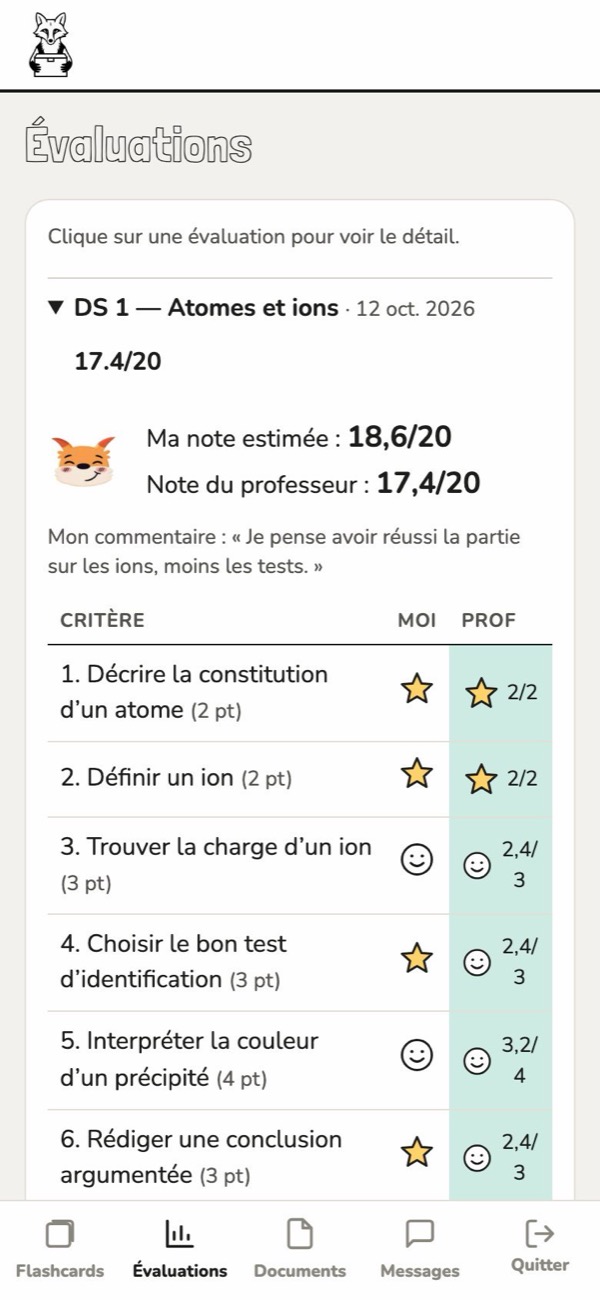 Évaluations
Clique sur une évaluation pour voir le détail.
▼ DS 1 — Atomes et ions · 12 oct. 2026
17.4/20
Ma note estimée : 18,6/20
Note du professeur : 17,4/20
Mon commentaire : « Je pense avoir réussi la partie
sur les ions, moins les tests. »
CRITÈRE MOI PROF
1. Décrire la constitution
d’un atome (2 pt)
2/2
2. Définir un ion (2 pt)
2/2
3. Trouver la charge d’un ion
(3 pt)
2,4/
3
4. Choisir le bon test
d’identification (3 pt)
2,4/
3
5. Interpréter la couleur
d’un précipité (4 pt)
3,2/
4
6. Rédiger une conclusion
argumentée (3 pt)
2,4/
3
Flashcards Évaluations Documents Messages Quitter